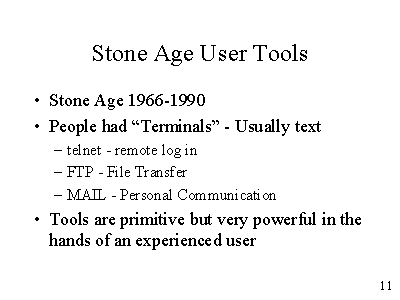 Stone Age User Tools
• Stone Age 1966-1990
• People had “Terminals” - Usually text
– telnet - remote log in
– FTP - File Transfer
– MAIL - Personal Communication
• Tools are primitive but very powerful in the
hands of an experienced user
11